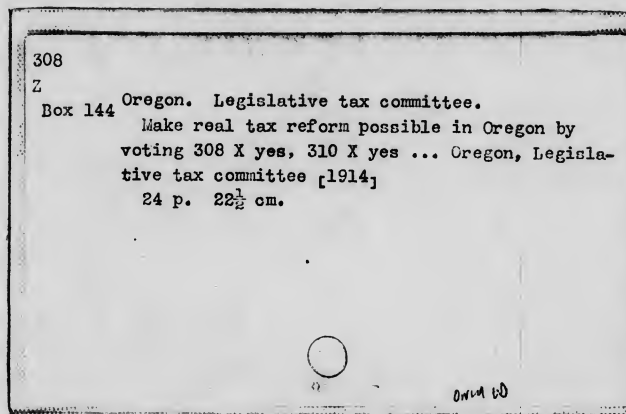 308
Z
Box 144 Oregon. Legislative tax committee.
Make real tax reform possible in Oregon by
voting 308 X yes, 310 X yes ... Oregon, Legisla-
tive tax committee [1914]
24 p. 22½ cm.